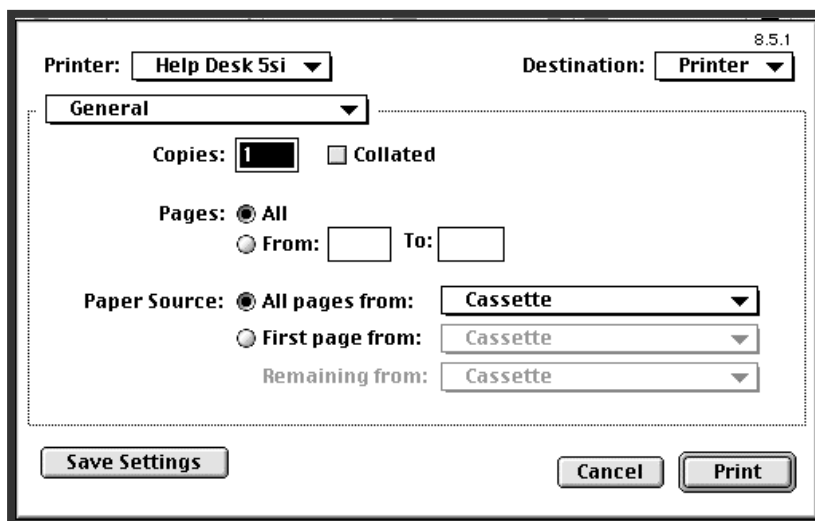 8.5.1
Printer: Help Desk 5si Destination: Printer
General
Copies: 1 Collated
Pages: All
From: To:
Paper Source: All pages from: Cassette
First page from: Cassette
Remaining from: Cassette
Save Settings Cancel Print